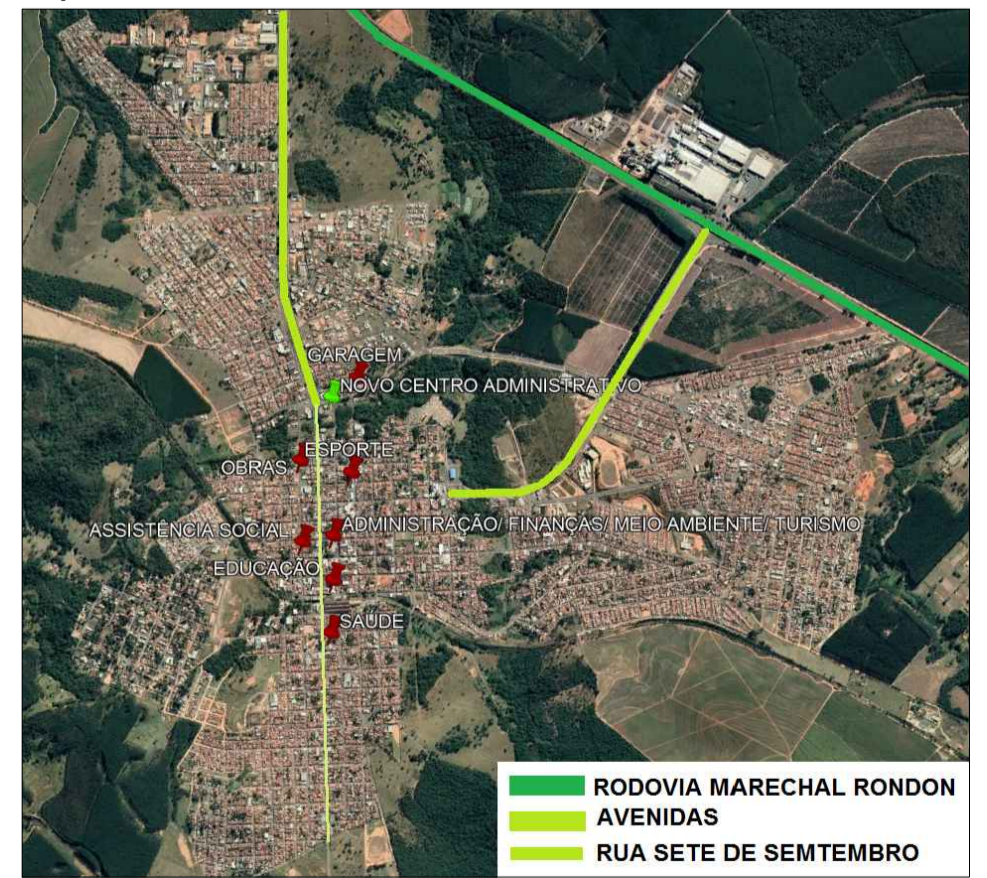 GARAGEM
NOVO CENTRO ADMINISTRATIVO
ESPORTE
OBRAS
ADMINISTRAÇÃO/ FINANÇAS/ MEIO AMBIENTE/ TURISMO
ASSISTÊNCIA SOCIAL
EDUCAÇÃO
SAÚDE
RODOVIA MARECHAL RONDON
AVENIDAS
RUA SETE DE SEMTEMBRO